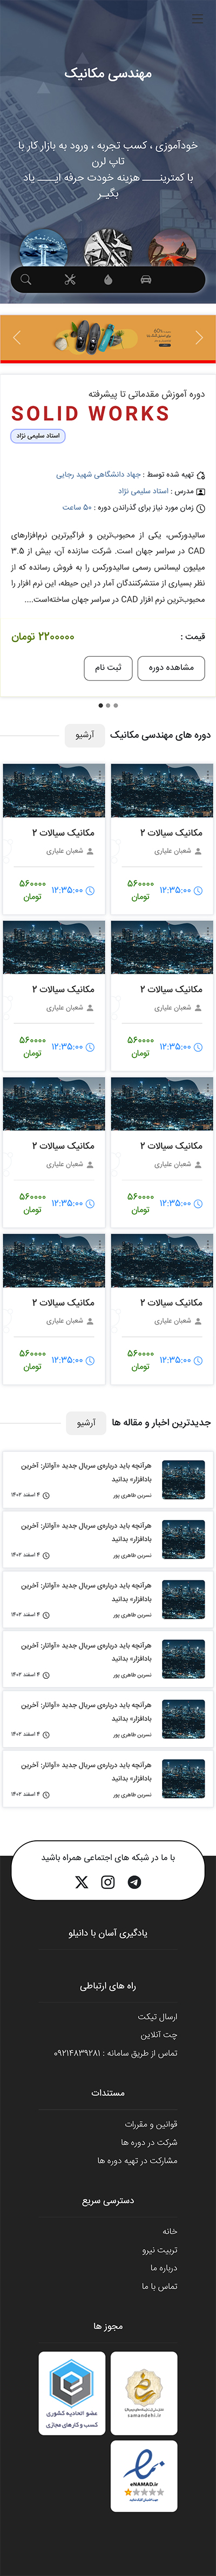 مهندسی مکانیک
خودآموزی ، کسب تجربه ، ورود به بازار کار با
تاپ لرن
با کمترینـــــ هزینه خودت حرفه ایــــ یاد
بگیـر
دوره آموزش مقدماتی تا پیشرفته
SOLID WORKS
استاد سلیمی نژاد
تهیه شده توسط : جهاد دانشگاهی شهید رجایی
مدرس : استاد سلیمی نژاد
زمان مورد نیاز برای گذراندن دوره : ۵۰ ساعت
سالیدورکس، یکی از محبوب‌ترین و فراگیرترین نرم‌افزارهای
CAD در سراسر جهان است. شرکت سازنده آن، بیش از 3.5
میلیون لیسانس رسمی سالیدورکس را به فروش رسانده که از
نظر بسیاری از منتشرکنندگان آمار در این حیطه، این نرم افزار را
محبوب‌ترین نرم افزار CAD در سراسر جهان ساخته‌است....
قیمت :
۲۲۰۰۰۰۰ تومان
مشاهده دوره
ثبت نام
دوره های مهندسی مکانیک
آرشیو
مکانیک سیالات ۲
شعبان علیاری
۱۲:۳۵:۰۰
۵۶۰۰۰۰
تومان
مکانیک سیالات ۲
شعبان علیاری
۱۲:۳۵:۰۰
۵۶۰۰۰۰
تومان
مکانیک سیالات ۲
شعبان علیاری
۱۲:۳۵:۰۰
۵۶۰۰۰۰
تومان
مکانیک سیالات ۲
شعبان علیاری
۱۲:۳۵:۰۰
۵۶۰۰۰۰
تومان
مکانیک سیالات ۲
شعبان علیاری
۱۲:۳۵:۰۰
۵۶۰۰۰۰
تومان
مکانیک سیالات ۲
شعبان علیاری
۱۲:۳۵:۰۰
۵۶۰۰۰۰
تومان
مکانیک سیالات ۲
شعبان علیاری
۱۲:۳۵:۰۰
۵۶۰۰۰۰
تومان
مکانیک سیالات ۲
شعبان علیاری
۱۲:۳۵:۰۰
۵۶۰۰۰۰
تومان
جدیدترین اخبار و مقاله ها
آرشیو
هرآنچه باید درباره‌ی سریال جدید «آواتار: آخرین
بادافزار» بدانید
نسرین طاهری پور
۴ اسفند ۱۴۰۲
هرآنچه باید درباره‌ی سریال جدید «آواتار: آخرین
بادافزار» بدانید
نسرین طاهری پور
۴ اسفند ۱۴۰۲
هرآنچه باید درباره‌ی سریال جدید «آواتار: آخرین
بادافزار» بدانید
نسرین طاهری پور
۴ اسفند ۱۴۰۲
هرآنچه باید درباره‌ی سریال جدید «آواتار: آخرین
بادافزار» بدانید
نسرین طاهری پور
۴ اسفند ۱۴۰۲
هرآنچه باید درباره‌ی سریال جدید «آواتار: آخرین
بادافزار» بدانید
نسرین طاهری پور
۴ اسفند ۱۴۰۲
هرآنچه باید درباره‌ی سریال جدید «آواتار: آخرین
بادافزار» بدانید
نسرین طاهری پور
۴ اسفند ۱۴۰۲
با ما در شبکه های اجتماعی همراه باشید
یادگیری آسان با دانیلو
راه های ارتباطی
ارسال تیکت
چت آنلاین
تماس از طریق سامانه : ۰۹۲۱۴۸۳۹۲۸۱
مستندات
قوانین و مقررات
شرکت در دوره ها
مشارکت در تهیه دوره ها
دسترسی سریع
خانه
تربیت نیرو
درباره ما
تماس با ما
مجوز ها
samandehi.ir
عضو اتحادیه کشوری
کسب و کارهای مجازی
eNAMAD.ir